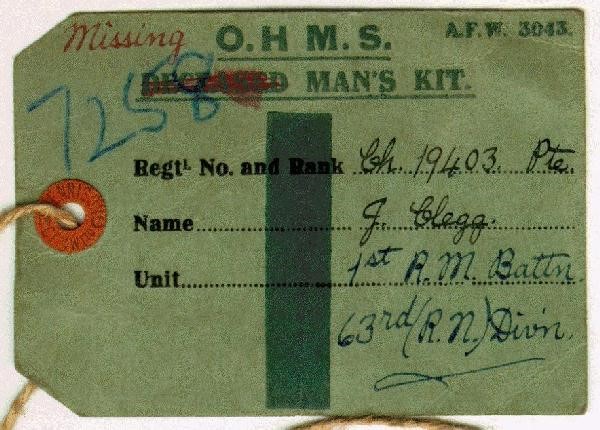 Missing O. H M. S. A.F.W. 3043.
DECEASED MAN'S KIT.
7258
Regtl. No. and Rank Ch. 19403. Pte.
Name J. Clegg.
Unit 1st R. M. Battn.
63rd (R. N.) Divn.